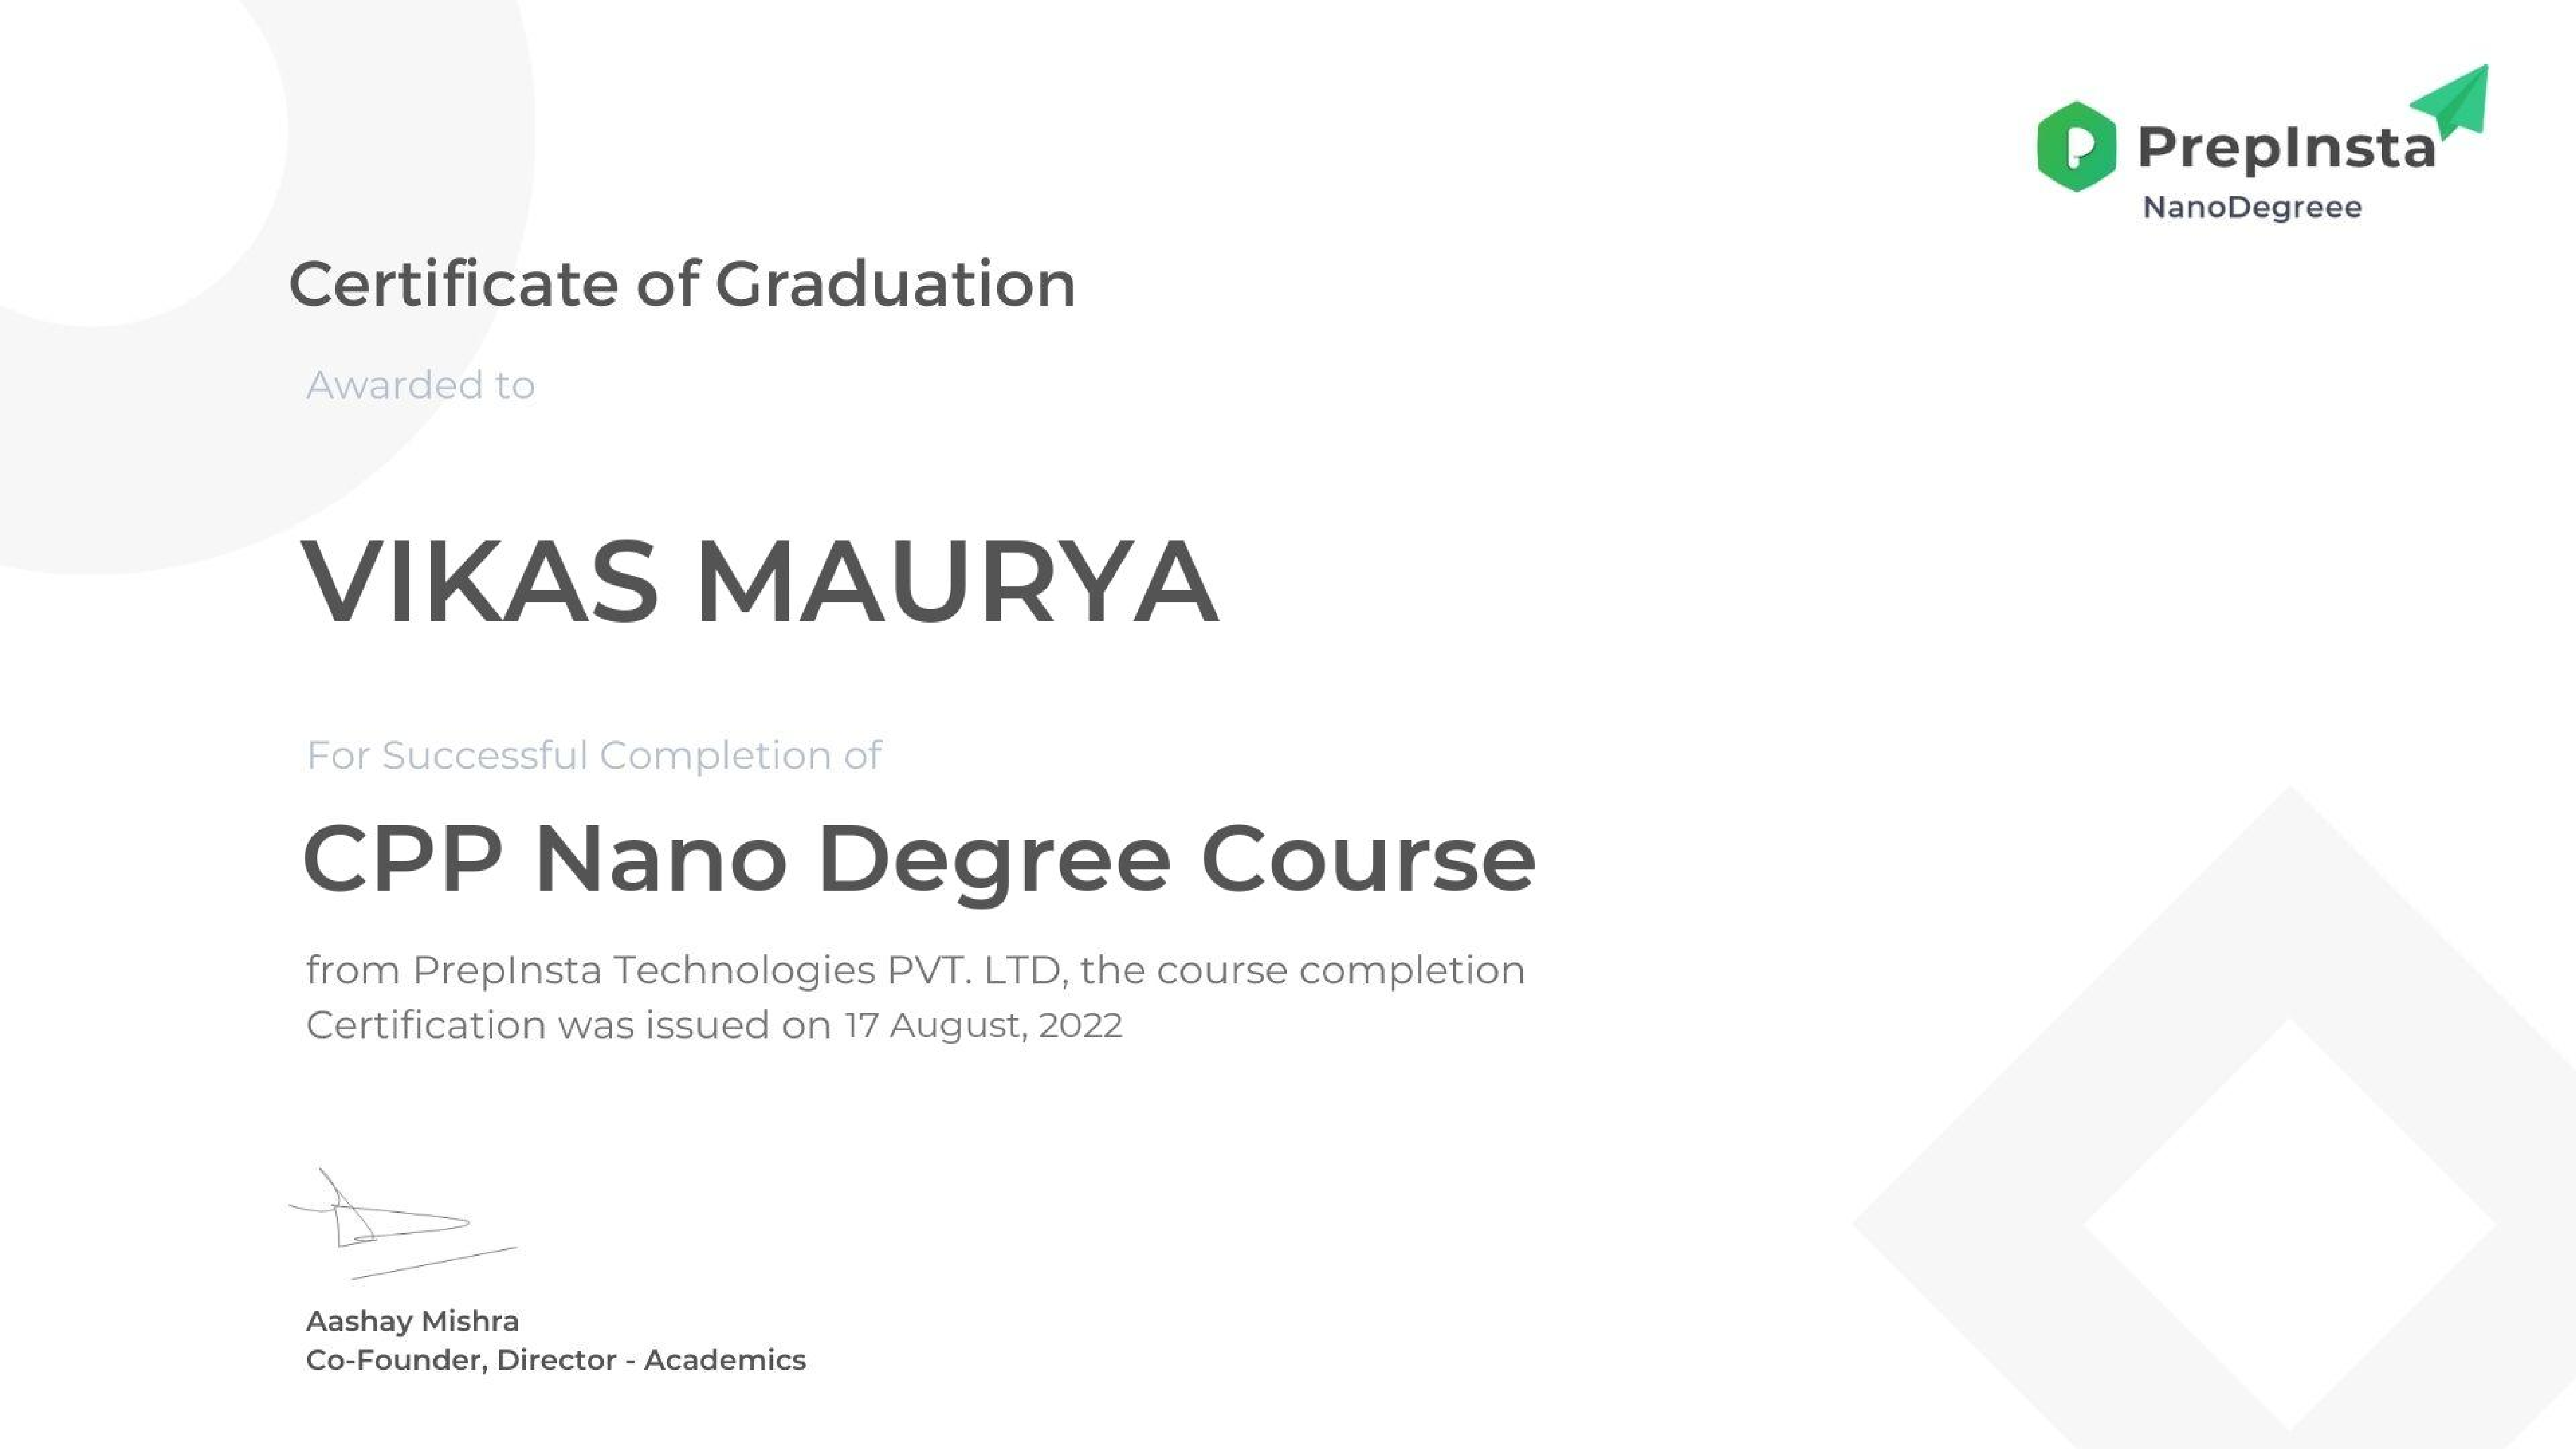 PrepInsta
NanoDegreee
Certificate of Graduation
Awarded to
VIKAS MAURYA
For Successful Completion of
CPP Nano Degree Course
from PrepInsta Technologies PVT. LTD, the course completion
Certification was issued on 17 August, 2022
Aashay Mishra
Co-Founder, Director - Academics